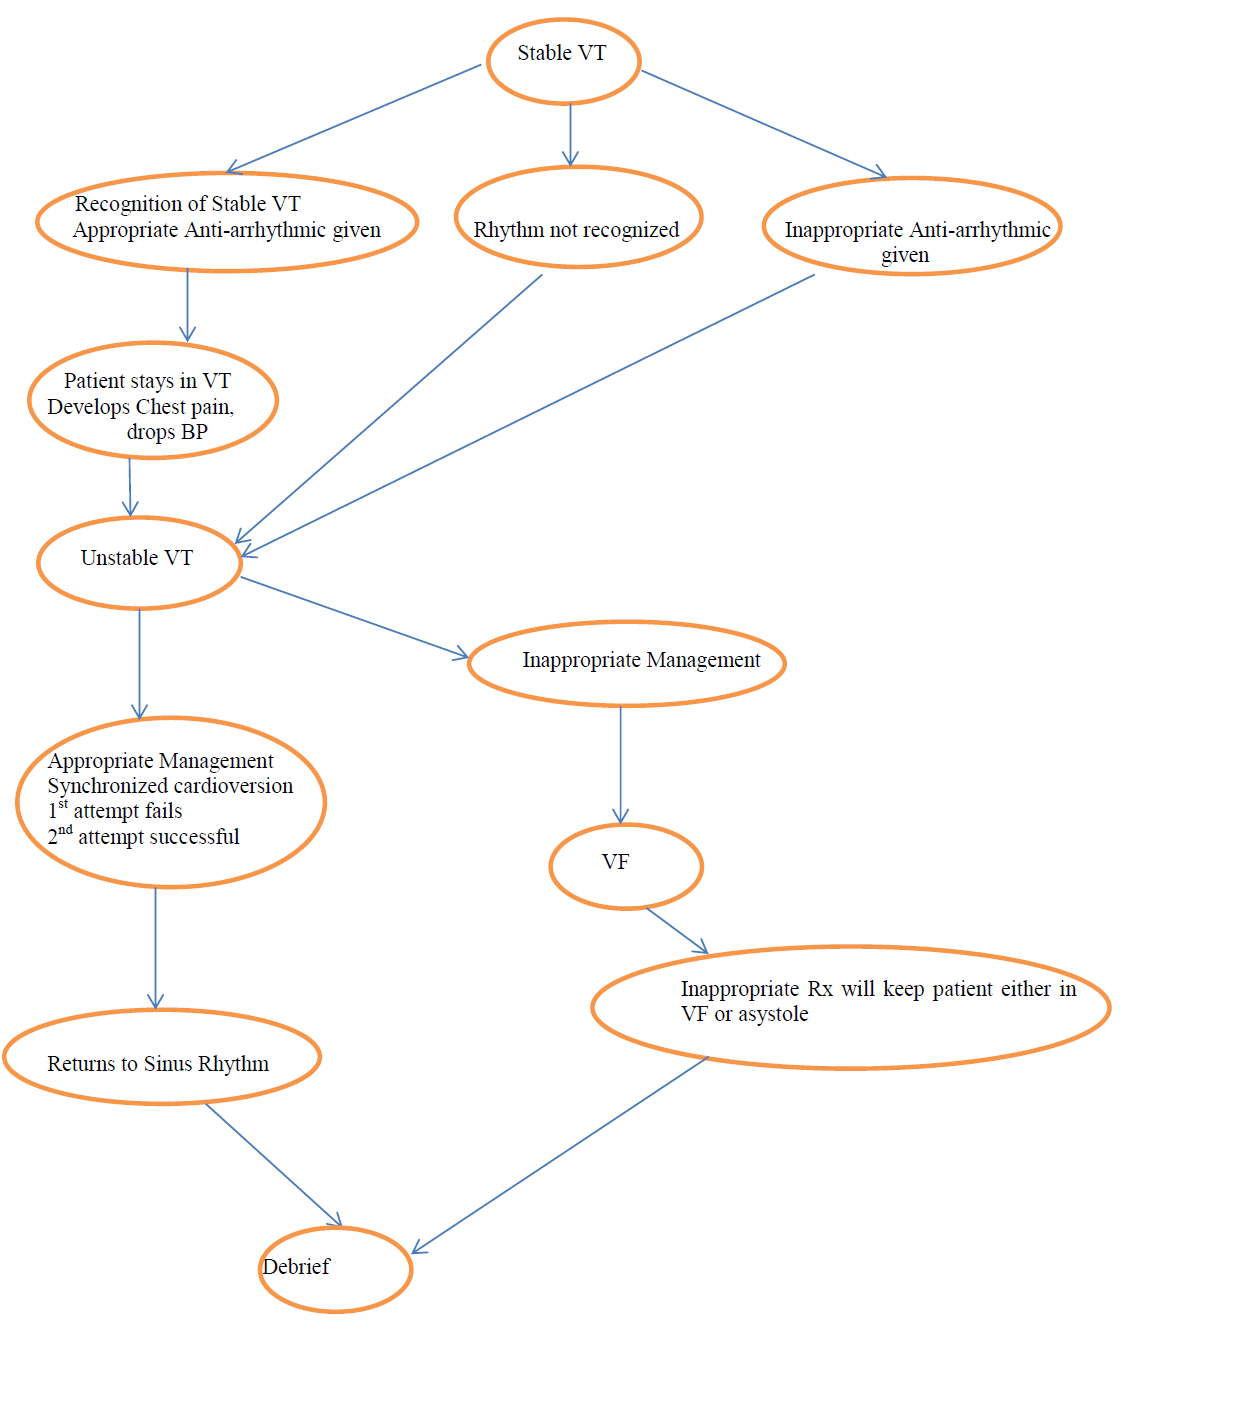 Stable VT
Recognition of Stable VT
Appropriate Anti-arrhythmic given
Rhythm not recognized
Inappropriate Anti-arrhythmic
given
Patient stays in VT
Develops Chest pain,
drops BP
Unstable VT
Inappropriate Management
Appropriate Management
Synchronized cardioversion
1st attempt fails
2nd attempt successful
VF
Inappropriate Rx will keep patient either in
VF or asystole
Returns to Sinus Rhythm
Debrief